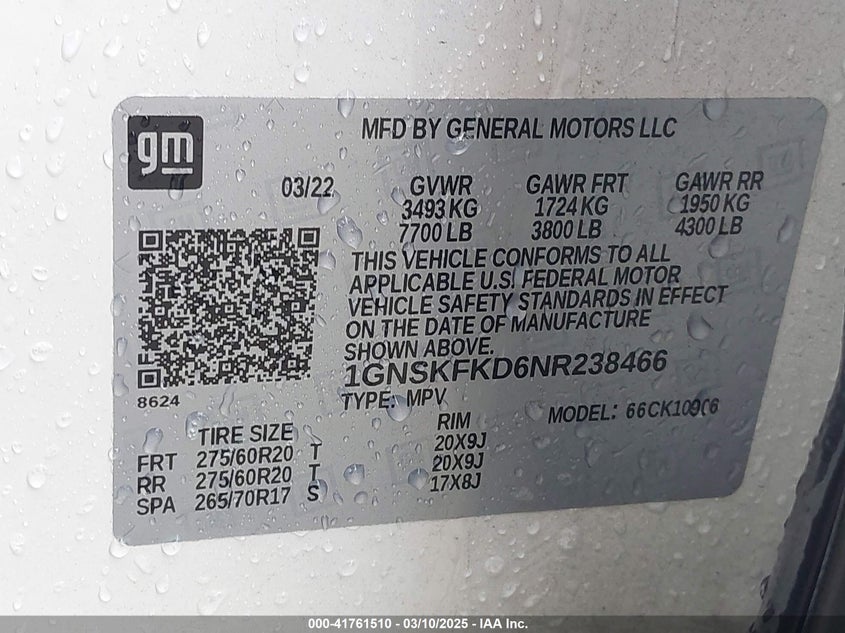 gm
MFD BY GENERAL MOTORS LLC
03/22 GVWR GAWR FRT GAWR RR
3493 KG 1724 KG 1950 KG
7700 LB 3800 LB 4300 LB
THIS VEHICLE CONFORMS TO ALL
APPLICABLE U.S. FEDERAL MOTOR
VEHICLE SAFETY STANDARDS IN EFFECT
ON THE DATE OF MANUFACTURE
SHOWN ABOVE.
1GNSKFKD6NR238466
8624
TYPE: MPV MODEL: 66CK10906
TIRE SIZE RIM
FRT 275/60R20 T 20X9J
RR 275/60R20 T 20X9J
SPA 265/70R17 S 17X8J
000-41761510 - 03/10/2025 - IAA Inc.